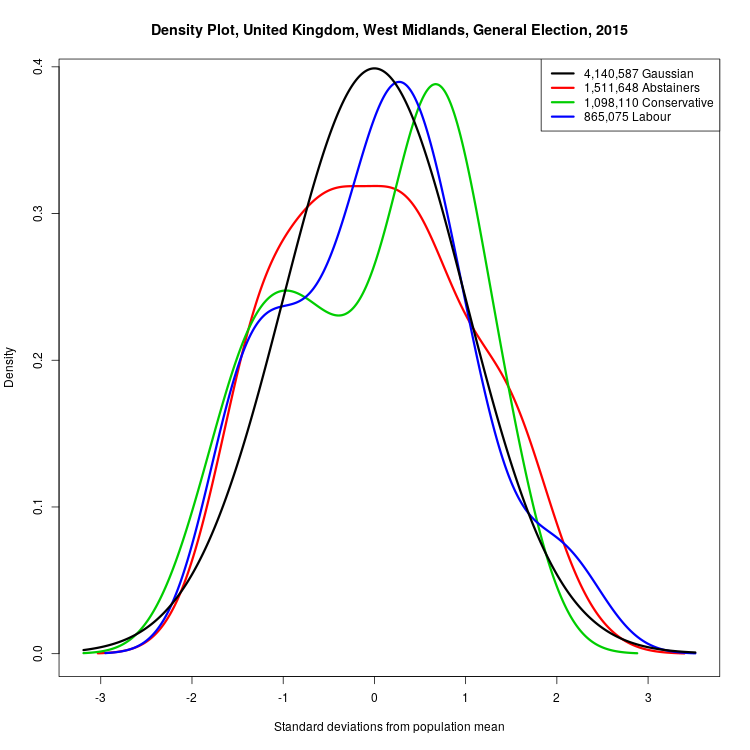 Density Plot, United Kingdom, West Midlands, General Election, 2015
4,140,587 Gaussian
1,511,648 Abstainers
1,098,110 Conservative
865,075 Labour
Density
0.4
0.3
0.2
0.1
0.0
-3 -2 -1 0 1 2 3
Standard deviations from population mean